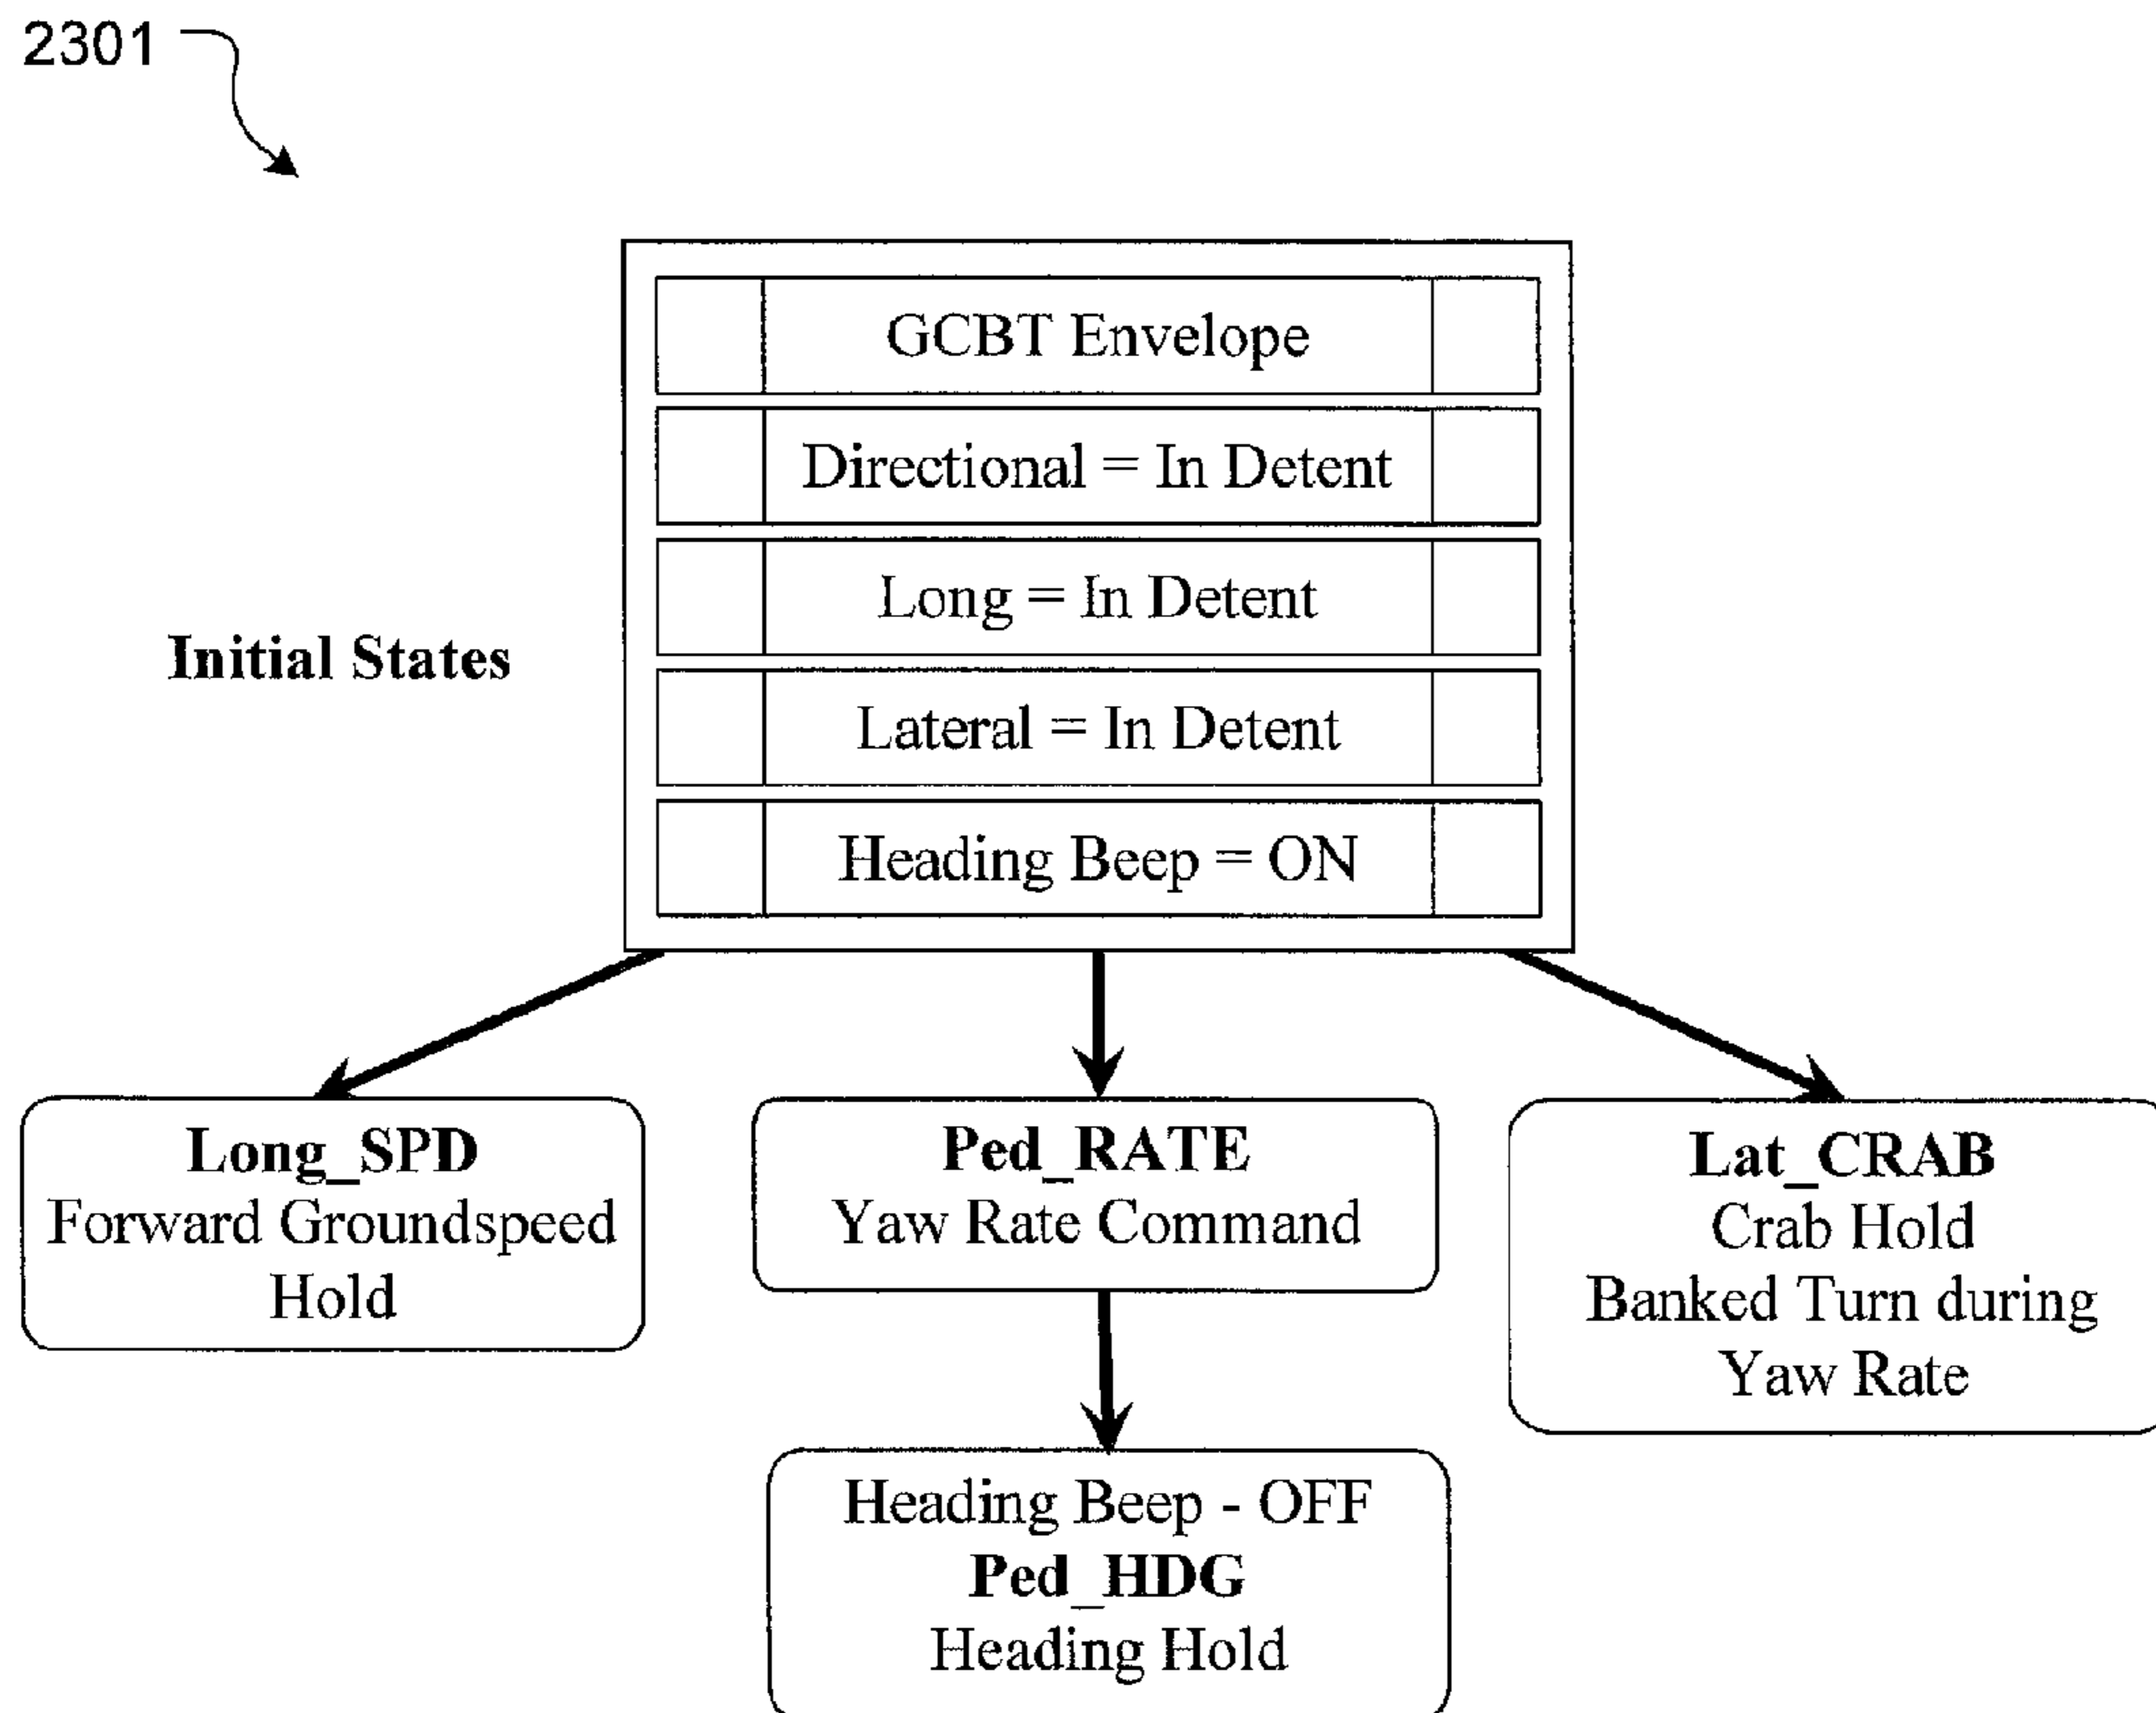 2301
GCBT Envelope
Directional = In Detent
Long = In Detent
Initial States
Lateral = In Detent
Heading Beep = ON
Long_SPD
Forward Groundspeed
Hold
Ped_RATE
Yaw Rate Command
Lat_CRAB
Crab Hold
Banked Turn during
Yaw Rate
Heading Beep - OFF
Ped_HDG
Heading Hold